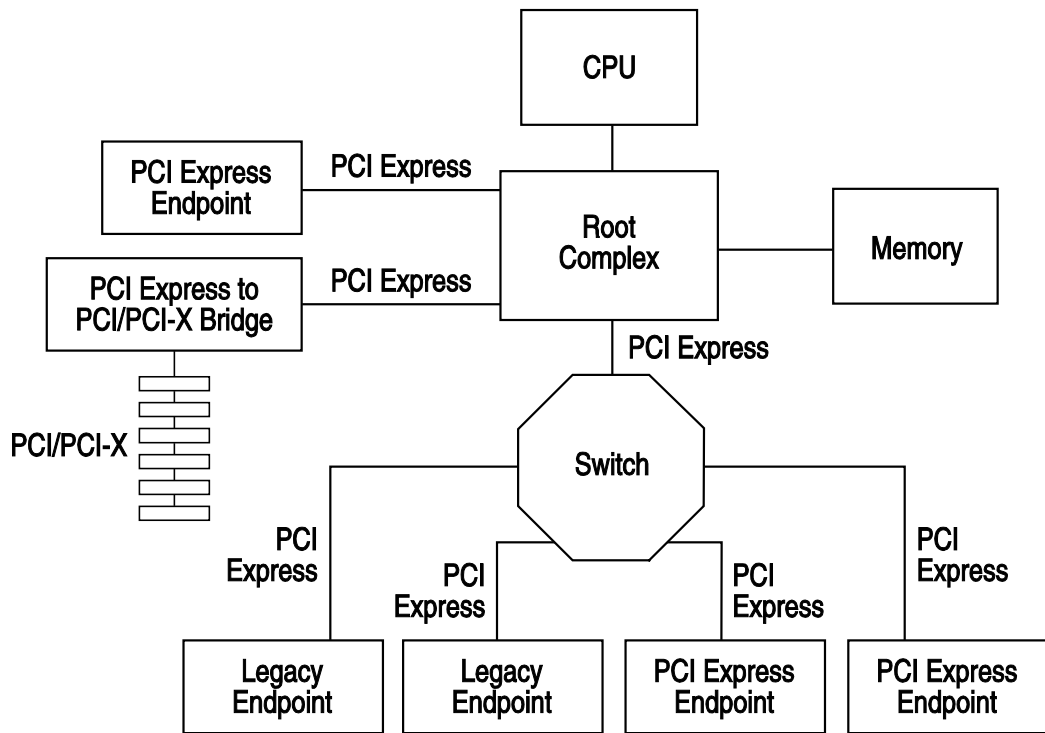 CPU
PCI Express
Endpoint
PCI Express
Root
Complex
Memory
PCI Express to
PCI/PCI-X Bridge
PCI Express
PCI Express
PCI/PCI-X
Switch
PCI
Express
PCI
Express
PCI
Express
PCI
Express
Legacy
Endpoint
Legacy
Endpoint
PCI Express
Endpoint
PCI Express
Endpoint